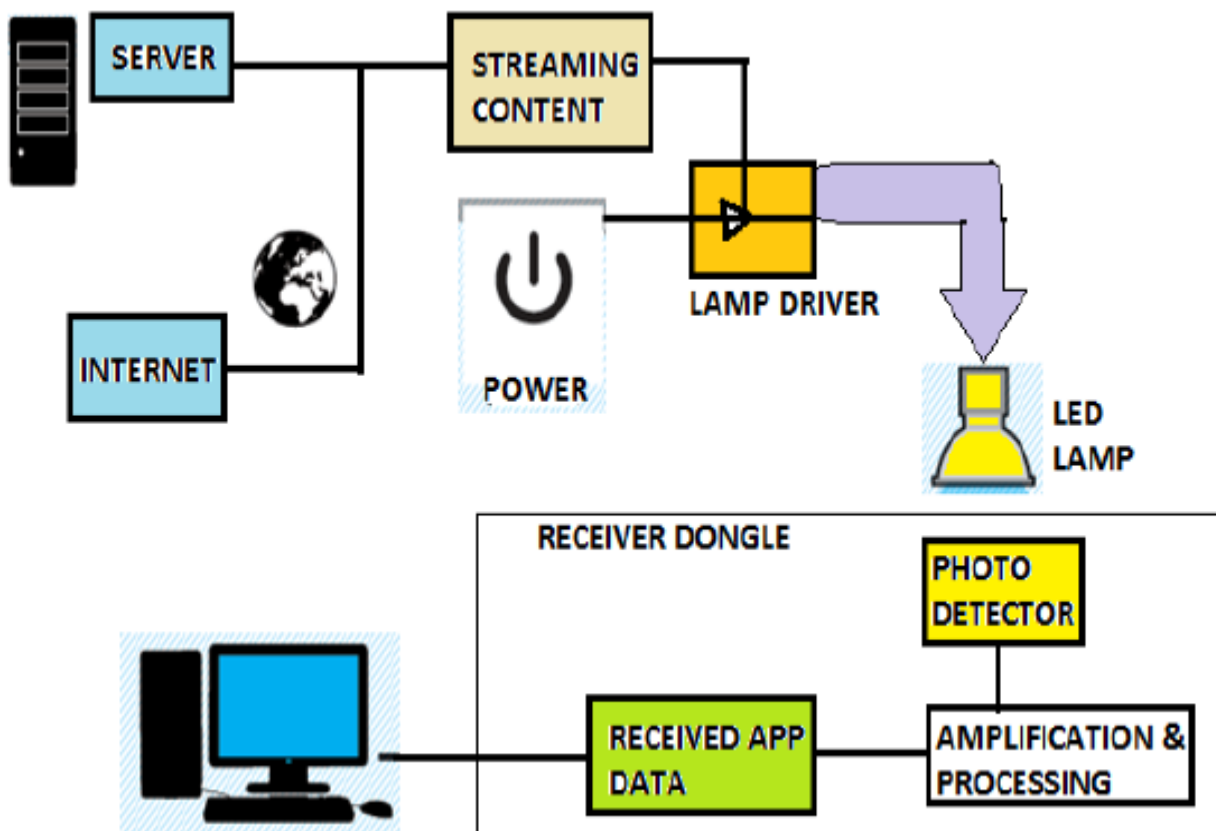 SERVER
STREAMING
CONTENT
INTERNET
POWER
LAMP DRIVER
LED
LAMP
RECEIVER DONGLE
PHOTO
DETECTOR
RECEIVED APP
DATA
AMPLIFICATION &
PROCESSING